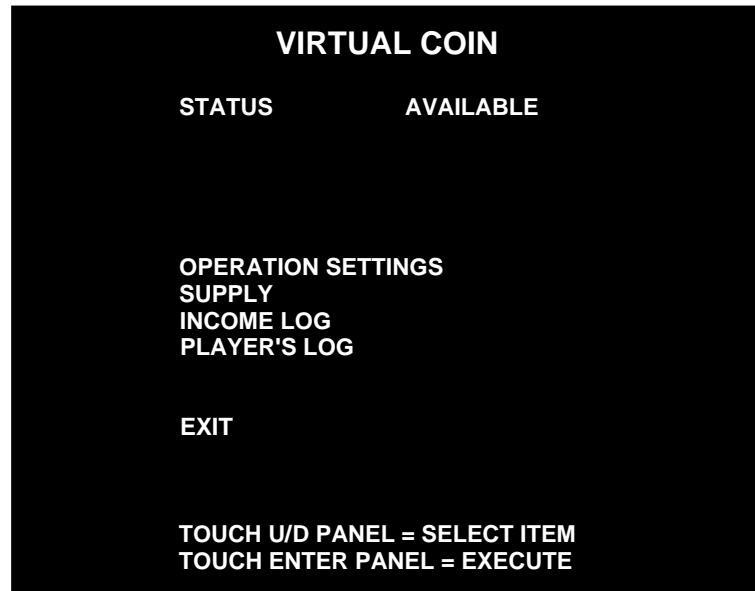 VIRTUAL COIN
STATUS AVAILABLE
OPERATION SETTINGS
SUPPLY
INCOME LOG
PLAYER'S LOG
EXIT
TOUCH U/D PANEL = SELECT ITEM
TOUCH ENTER PANEL = EXECUTE